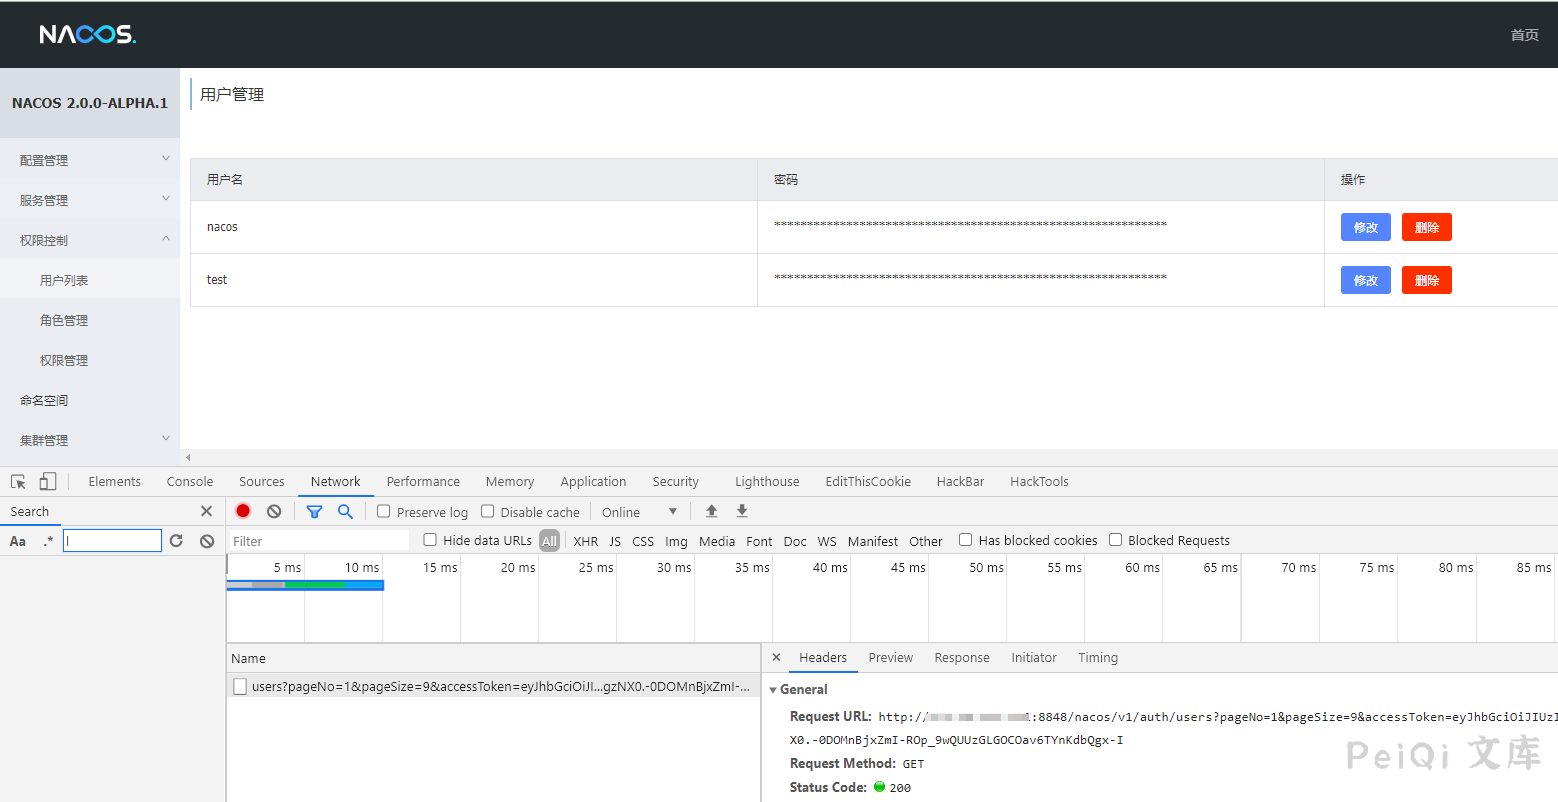 NACOS.
首页
NACOS 2.0.0-ALPHA.1
配置管理
服务管理
权限控制
用户列表
角色管理
权限管理
命名空间
集群管理
用户管理
用户名 密码 操作
nacos ************************************************************ 修改 删除
test ************************************************************ 修改 删除
Elements Console Sources Network Performance Memory Application Security Lighthouse EditThisCookie HackBar HackTools
Search
Preserve log Disable cache Online
Aa .*
Filter Hide data URLs All XHR JS CSS Img Media Font Doc WS Manifest Other Has blocked cookies Blocked Requests
5 ms 10 ms 15 ms 20 ms 25 ms 30 ms 35 ms 40 ms 45 ms 50 ms 55 ms 60 ms 65 ms 70 ms 75 ms 80 ms 85 ms
Name
users?pageNo=1&pageSize=9&accessToken=eyJhbGciOiJI...gzNX0.-0DOMnBjxZmI-...
Headers Preview Response Initiator Timing
General
Request URL: http:// :8848/nacos/v1/auth/users?pageNo=1&pageSize=9&accessToken=eyJhbGciOiJIUzI
X0.-0DOMnBjxZmI-ROp_9wQUUzGLGOCOav6TYnKdbQgx-I
Request Method: GET
Status Code: 200
PeiQi 文库